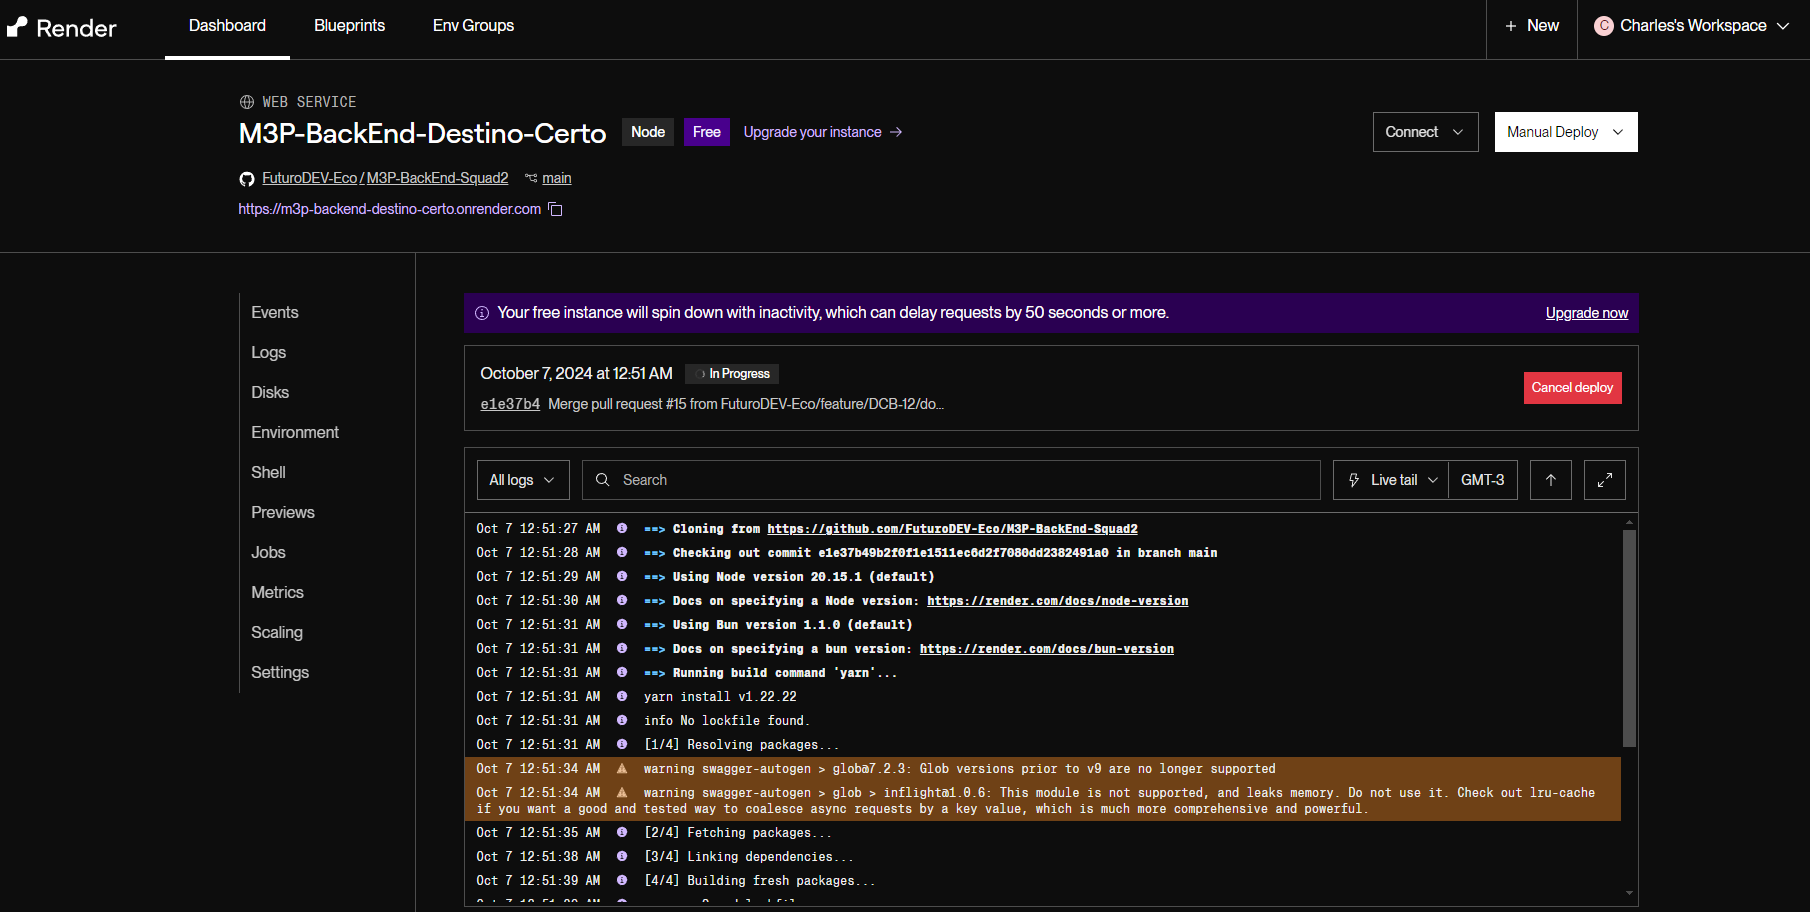 Render
Dashboard
Blueprints
Env Groups
+ New
C Charles's Workspace
WEB SERVICE
M3P-BackEnd-Destino-Certo
Node
Free
Upgrade your instance →
Connect
Manual Deploy
FuturoDEV-Eco / M3P-BackEnd-Squad2
main
https://m3p-backend-destino-certo.onrender.com
Events
Logs
Disks
Environment
Shell
Previews
Jobs
Metrics
Scaling
Settings
Your free instance will spin down with inactivity, which can delay requests by 50 seconds or more.
Upgrade now
October 7, 2024 at 12:51 AM
In Progress
e1e37b4 Merge pull request #15 from FuturoDEV-Eco/feature/DCB-12/do...
Cancel deploy
All logs
Search
Live tail
GMT-3
Oct 7 12:51:27 AM ==> Cloning from https://github.com/FuturoDEV-Eco/M3P-BackEnd-Squad2
Oct 7 12:51:28 AM ==> Checking out commit e1e37b49b2f0f1e1511ec6d2f7080dd2382491a0 in branch main
Oct 7 12:51:29 AM ==> Using Node version 20.15.1 (default)
Oct 7 12:51:30 AM ==> Docs on specifying a Node version: https://render.com/docs/node-version
Oct 7 12:51:31 AM ==> Using Bun version 1.1.0 (default)
Oct 7 12:51:31 AM ==> Docs on specifying a bun version: https://render.com/docs/bun-version
Oct 7 12:51:31 AM ==> Running build command 'yarn'...
Oct 7 12:51:31 AM yarn install v1.22.22
Oct 7 12:51:31 AM info No lockfile found.
Oct 7 12:51:31 AM [1/4] Resolving packages...
Oct 7 12:51:34 AM warning swagger-autogen > glob@7.2.3: Glob versions prior to v9 are no longer supported
Oct 7 12:51:34 AM warning swagger-autogen > glob > inflight@1.0.6: This module is not supported, and leaks memory. Do not use it. Check out lru-cache
if you want a good and tested way to coalesce async requests by a key value, which is much more comprehensive and powerful.
Oct 7 12:51:35 AM [2/4] Fetching packages...
Oct 7 12:51:38 AM [3/4] Linking dependencies...
Oct 7 12:51:39 AM [4/4] Building fresh packages...